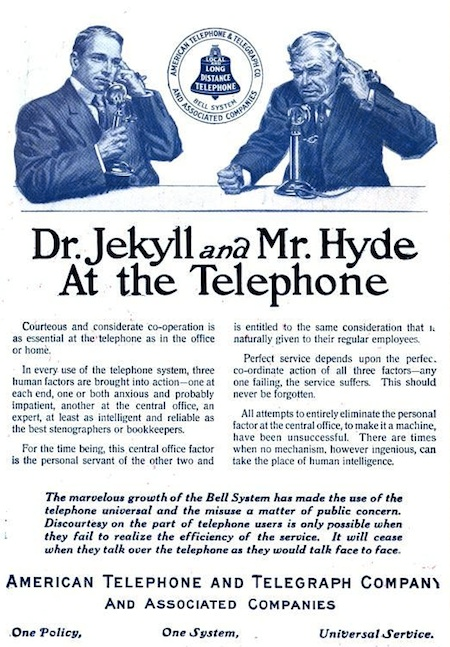 AMERICAN TELEPHONE & TELEGRAPH CO.
LOCAL AND
LONG
DISTANCE
TELEPHONE
BELL SYSTEM
AND ASSOCIATED COMPANIES
Dr. Jekyll and Mr. Hyde
At the Telephone
Courteous and considerate co-operation is
as essential at the telephone as in the office
or home.
In every use of the telephone system, three
human factors are brought into action—one at
each end, one or both anxious and probably
impatient, another at the central office, an
expert, at least as intelligent and reliable as
the best stenographers or bookkeepers.
For the time being, this central office factor
is the personal servant of the other two and
is entitled to the same consideration that i
naturally given to their regular employees.
Perfect service depends upon the perfec
co-ordinate action of all three factors—any
one failing, the service suffers. This should
never be forgotten.
All attempts to entirely eliminate the personal
factor at the central office, to make it a machine,
have been unsuccessful. There are times
when no mechanism, however ingenious, can
take the place of human intelligence.
The marvelous growth of the Bell System has made the use of the
telephone universal and the misuse a matter of public concern.
Discourtesy on the part of telephone users is only possible when
they fail to realize the efficiency of the service. It will cease
when they talk over the telephone as they would talk face to face.
AMERICAN TELEPHONE AND TELEGRAPH COMPANY
AND ASSOCIATED COMPANIES
One Policy, One System, Universal Service.